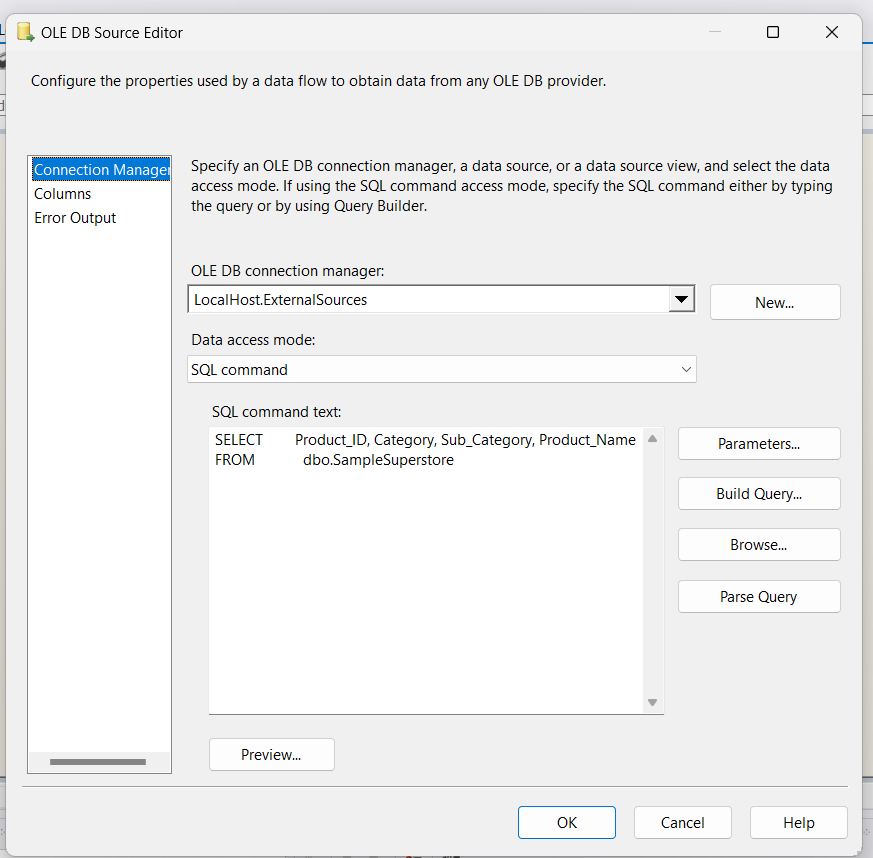 OLE DB Source Editor
Configure the properties used by a data flow to obtain data from any OLE DB provider.
Connection Manager
Columns
Error Output
Specify an OLE DB connection manager, a data source, or a data source view, and select the data
access mode. If using the SQL command access mode, specify the SQL command either by typing
the query or by using Query Builder.
OLE DB connection manager:
LocalHost.ExternalSources
New...
Data access mode:
SQL command
SQL command text:
SELECT Product_ID, Category, Sub_Category, Product_Name
FROM dbo.SampleSuperstore
Parameters...
Build Query...
Browse...
Parse Query
Preview...
OK
Cancel
Help